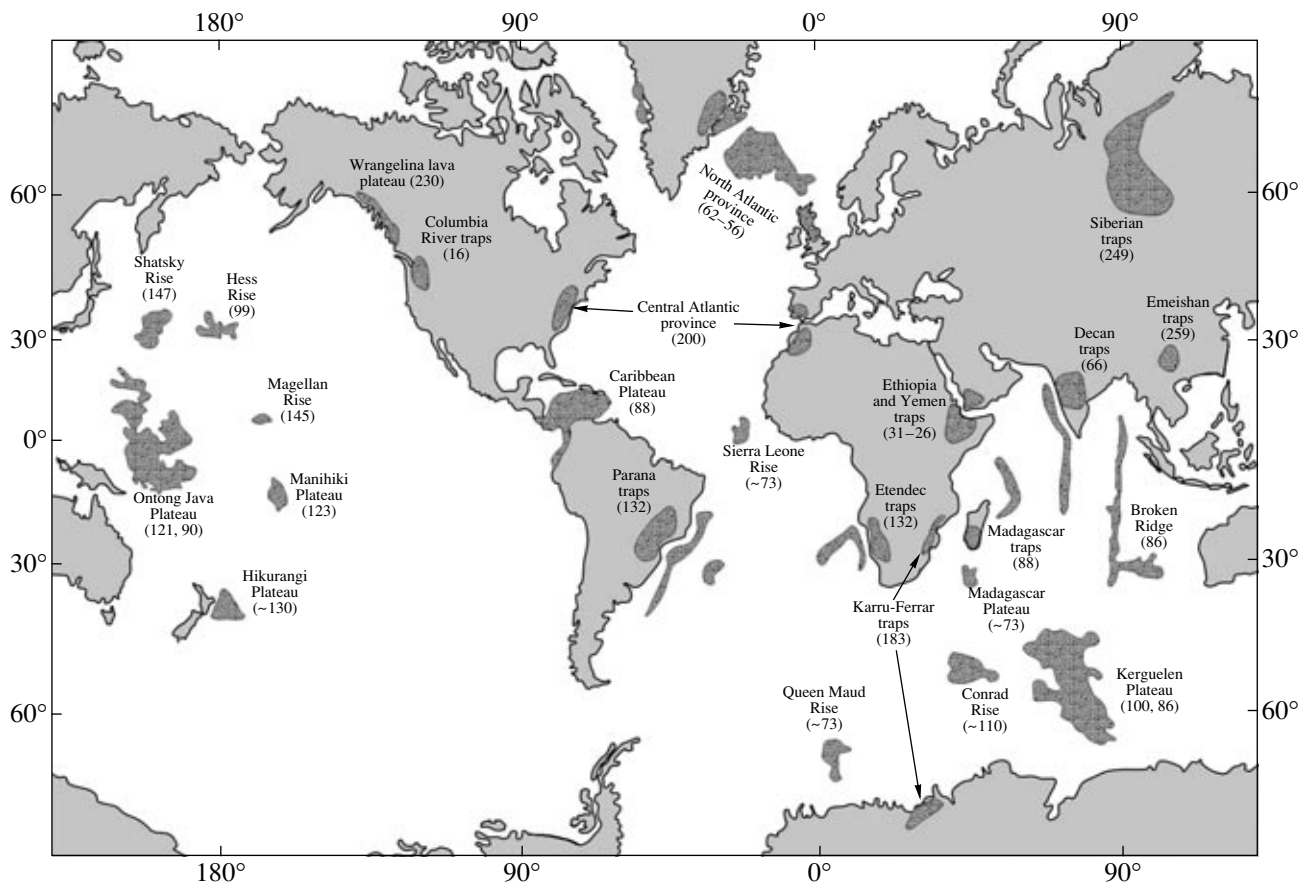 180° 90° 0° 90°
Wrangelina lava
plateau (230)
60°
60°
North Atlantic
province
(62–56)
Columbia
River traps
(16)
Siberian
traps
(249)
Shatsky
Rise
(147)
Hess
Rise
(99)
Central Atlantic
province
(200)
Emeishan
traps
(259)
Decan
traps
(66)
30°
30°
Caribbean
Plateau
(88)
Magellan
Rise
(145)
Ethiopia
and Yemen
traps
(31–26)
0°
0°
Sierra Leone
Rise
(~73)
Parana
traps
(132)
Manihiki
Plateau
(123)
Ontong Java
Plateau
(121, 90)
Etendec
traps
(132)
Broken
Ridge
(86)
Madagascar
traps
(88)
30°
30°
Hikurangi
Plateau
(~130)
Madagascar
Plateau
(~73)
Karru-Ferrar
traps
(183)
Queen Maud
Rise
(~73)
Conrad
Rise
(~110)
Kerguelen
Plateau
(100, 86)
60°
60°
180° 90° 0° 90°